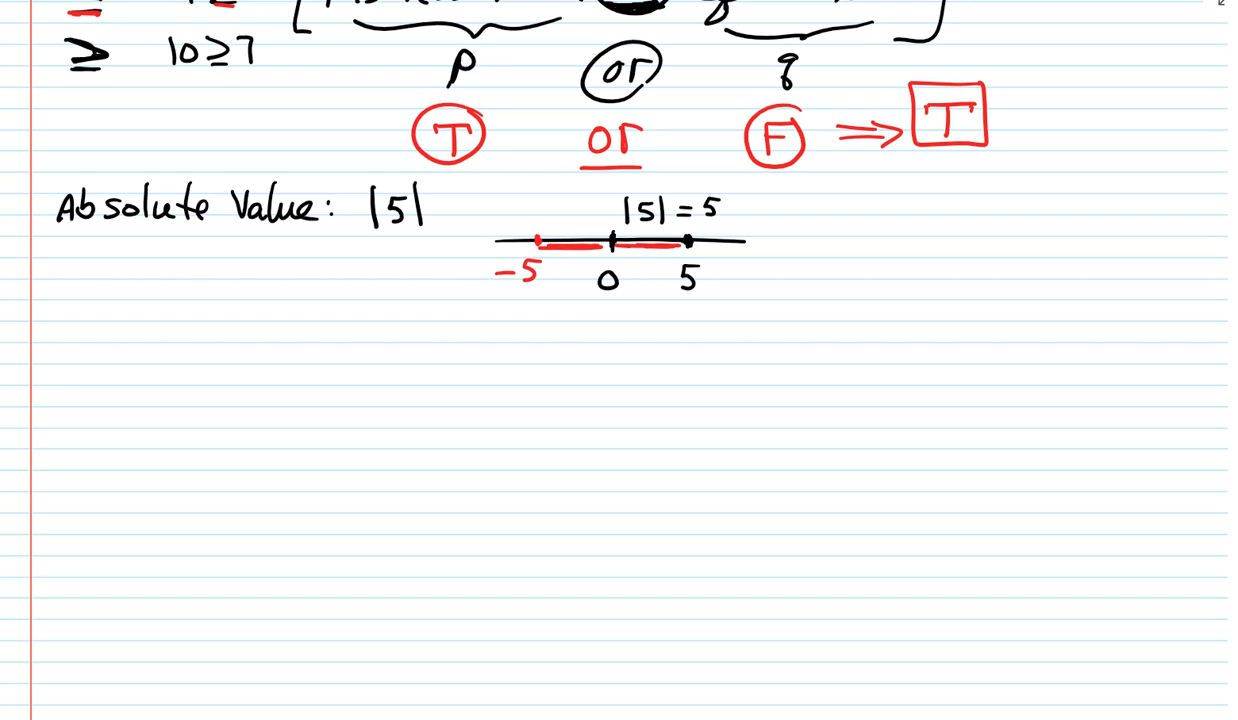 ≥ 10≥7
p or q
T or F ⇒ T
Absolute Value: |5| |5| = 5
-5 0 5